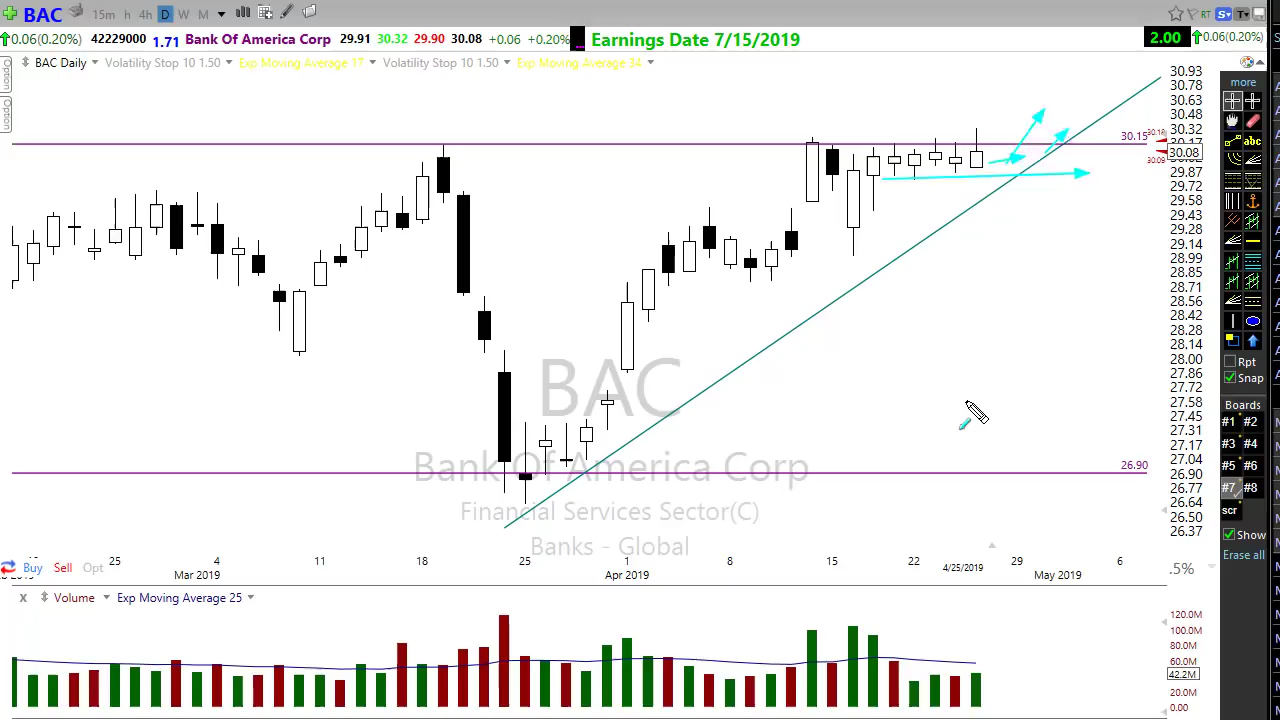 BAC 15m h 4h D W M RT S T
0.06(0.20%) 42229000 1.71 Bank Of America Corp 29.91 30.32 29.90 30.08 +0.06 +0.20% Earnings Date 7/15/2019 2.00 0.06(0.20%)
BAC Daily Volatility Stop 10 1.50 Exp Moving Average 17 Volatility Stop 10 1.50 Exp Moving Average 34
Option
Option
more
abc
Rpt
Snap
Boards
#1 #2
#3 #4
#5 #6
#7 #8
scr
Show
Erase all
30.93
30.78
30.63
30.48
30.32
30.17
30.15
30.08
30.09
29.87
29.72
29.58
29.43
29.28
29.14
28.99
28.85
28.71
28.56
28.42
28.28
28.14
28.00
27.86
27.72
27.58
27.45
27.31
27.17
27.04
26.90
26.90
26.77
26.64
26.50
26.37
BAC
Bank Of America Corp
Financial Services Sector(C)
Banks - Global
25 4 11 18 25 1 8 15 22 4/25/2019 29 6
Mar 2019 Apr 2019 May 2019
Buy Sell Opt
.5%
x Volume Exp Moving Average 25
120.0M
100.0M
80.0M
60.0M
42.2M
20.0M
0.00